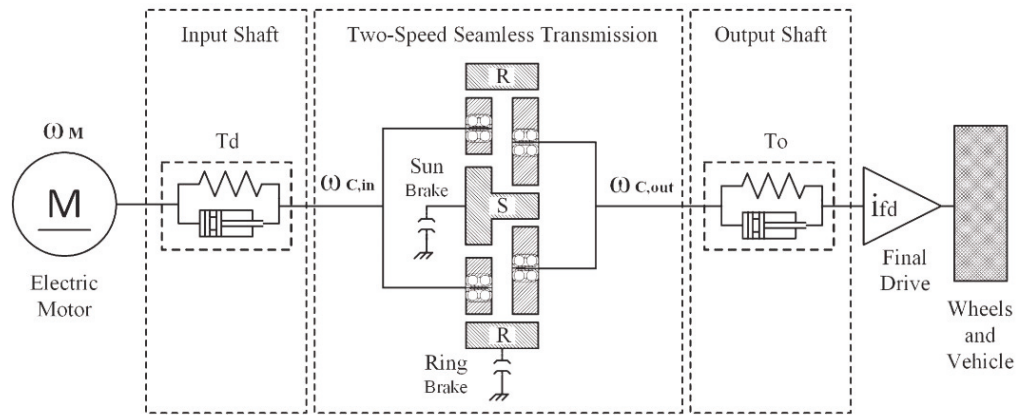 Input Shaft
Two-Speed Seamless Transmission
Output Shaft
R
ω M
Td
To
ω C,in
Sun
Brake
S
ω C,out
M
ifd
Electric
Motor
Final
Drive
R
Wheels
and
Vehicle
Ring
Brake